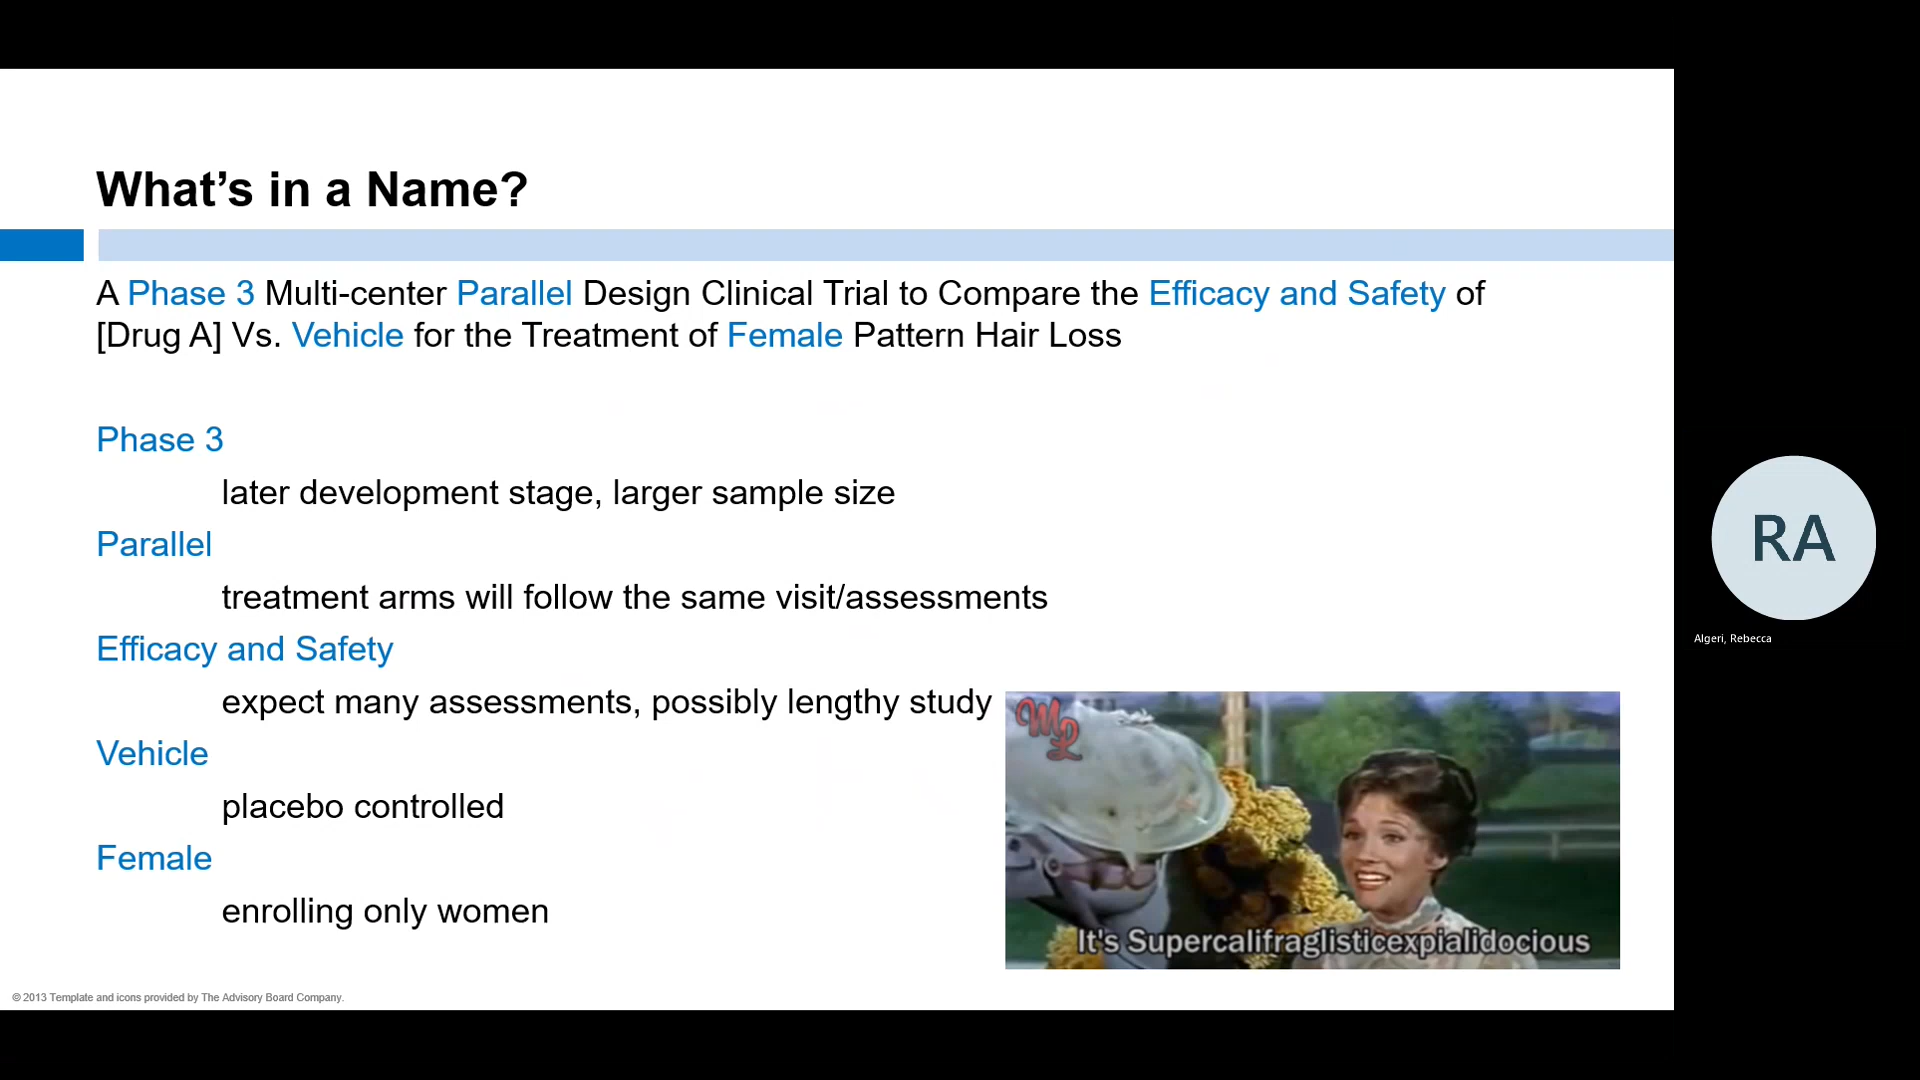 What's in a Name?
A Phase 3 Multi-center Parallel Design Clinical Trial to Compare the Efficacy and Safety of
[Drug A] Vs. Vehicle for the Treatment of Female Pattern Hair Loss
Phase 3
later development stage, larger sample size
Parallel
treatment arms will follow the same visit/assessments
Efficacy and Safety
expect many assessments, possibly lengthy study
Vehicle
placebo controlled
Female
enrolling only women
MP
It's Supercalifraglisticexpialidocious
© 2013 Template and icons provided by The Advisory Board Company.
RA
Algeri, Rebecca